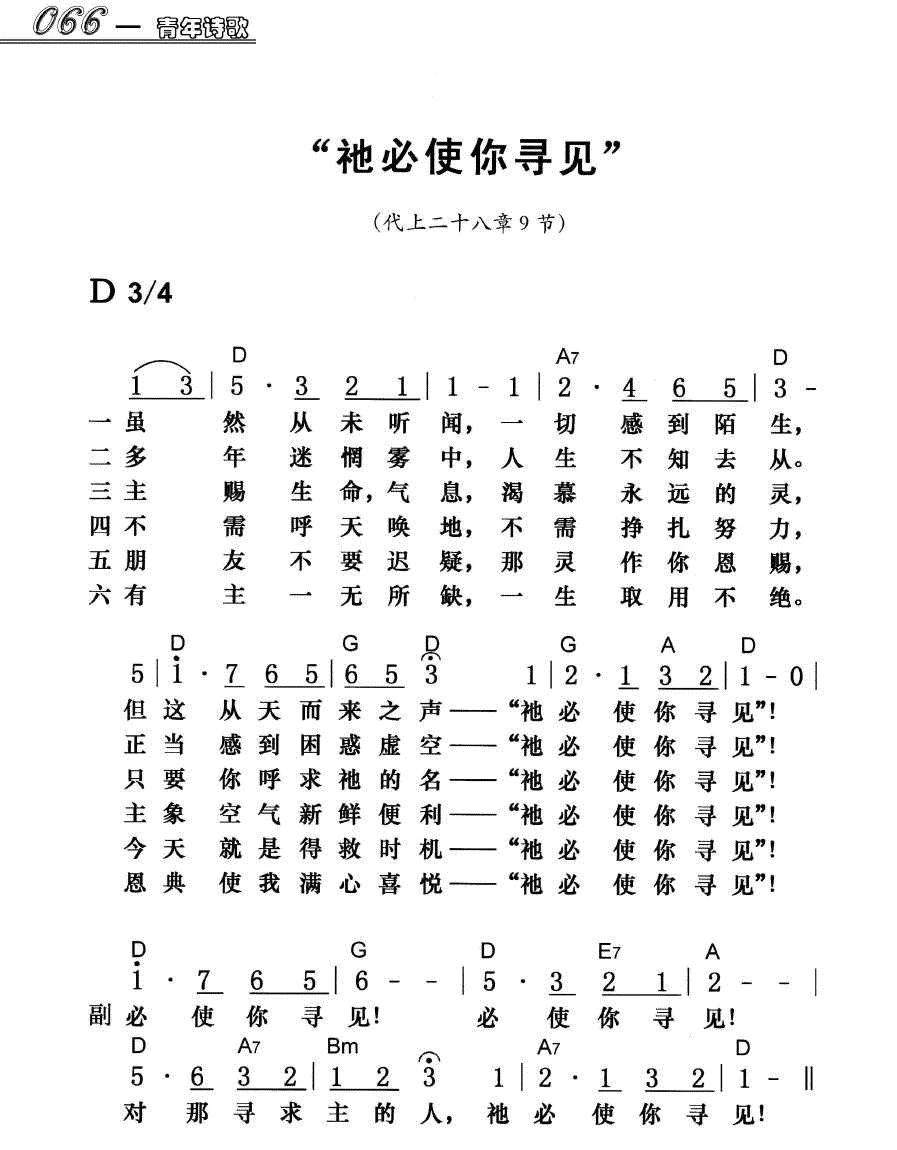 066 — 青年诗歌
“祂必使你寻见”
(代上二十八章9节)
D 3/4
D A7 D
1 3 | 5 · 3 2 1 | 1 - 1 | 2 · 4 6 5 | 3 -
一虽 然 从 未 听 闻, 一 切 感 到 陌 生,
二多 年 迷 惘 雾 中, 人 生 不 知 去 从。
三主 赐 生 命, 气 息, 渴 慕 永 远 的 灵,
四不 需 呼 天 唤 地, 不 需 挣 扎 努 力,
五朋 友 不 要 迟 疑, 那 灵 作 你 恩 赐,
六有 主 一 无 所 缺, 一 生 取 用 不 绝。
D G D G A D
5 | i · 7 6 5 | 6 5 3 1 | 2 · 1 3 2 | 1 - 0 |
但 这 从 天 而 来 之 声 —— “祂 必 使 你 寻 见”!
正 当 感 到 困 惑 虚 空 —— “祂 必 使 你 寻 见”!
只 要 你 呼 求 祂 的 名 —— “祂 必 使 你 寻 见”!
主 象 空 气 新 鲜 便 利 —— “祂 必 使 你 寻 见”!
今 天 就 是 得 救 时 机 —— “祂 必 使 你 寻 见”!
恩 典 使 我 满 心 喜 悦 —— “祂 必 使 你 寻 见”!
D G D E7 A
i · 7 6 5 | 6 - - | 5 · 3 2 1 | 2 - - |
副 必 使 你 寻 见! 必 使 你 寻 见!
D A7 Bm A7 D
5 · 6 3 2 | 1 2 3 1 | 2 · 1 3 2 | 1 - ‖
对 那 寻 求 主 的 人, 祂 必 使 你 寻 见!